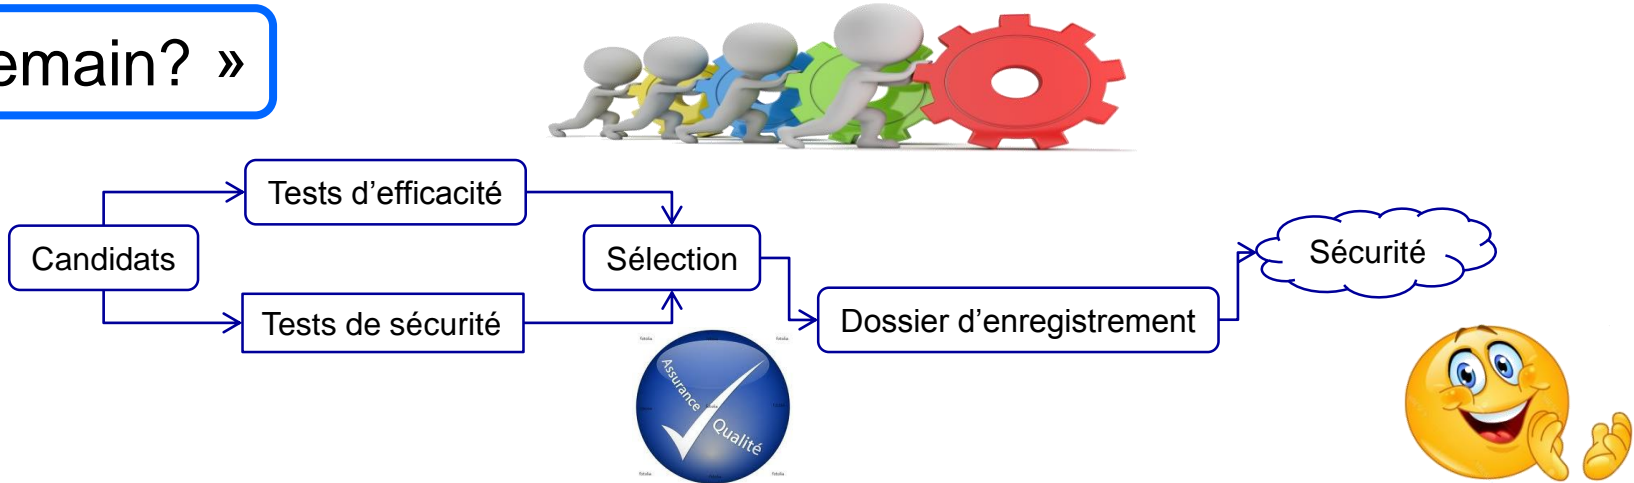 emain? »
Tests d’efficacité
Candidats
Sélection
Sécurité
Tests de sécurité
Dossier d’enregistrement
Assurance
Qualité